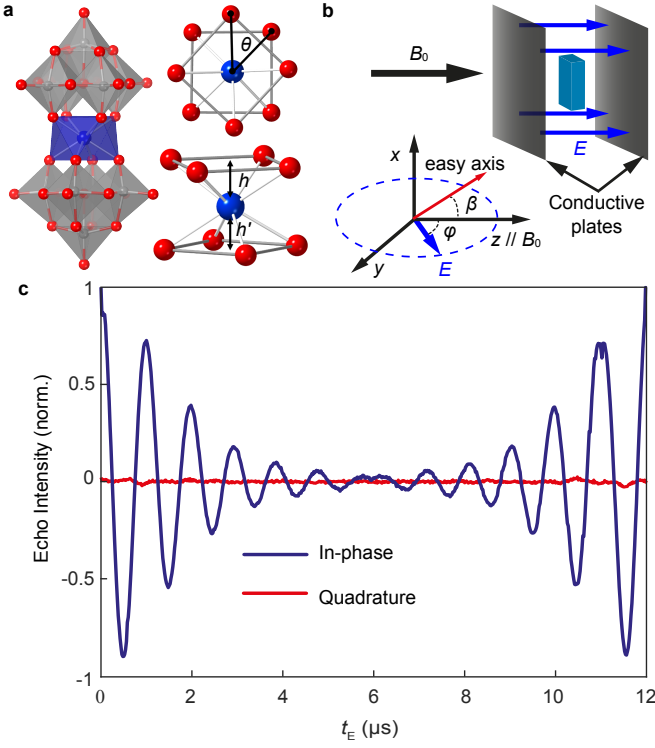 a
θ
h
h'
b
B₀
E
Conductive
plates
x
easy axis
β
φ
z // B₀
y
E
c
Echo Intensity (norm.)
1
0.5
0
-0.5
-1
In-phase
Quadrature
0 2 4 6 8 10 12
tE (μs)